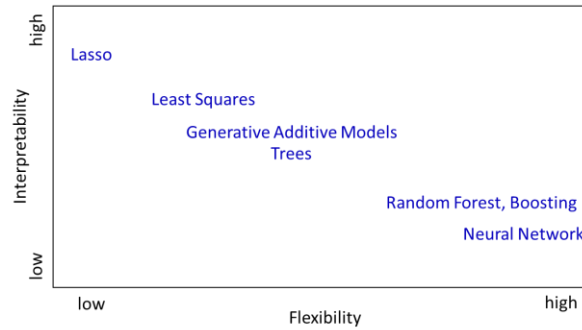 high
Lasso
Least Squares
Generative Additive Models
Trees
Interpretability
Random Forest, Boosting
Neural Network
low
low
high
Flexibility